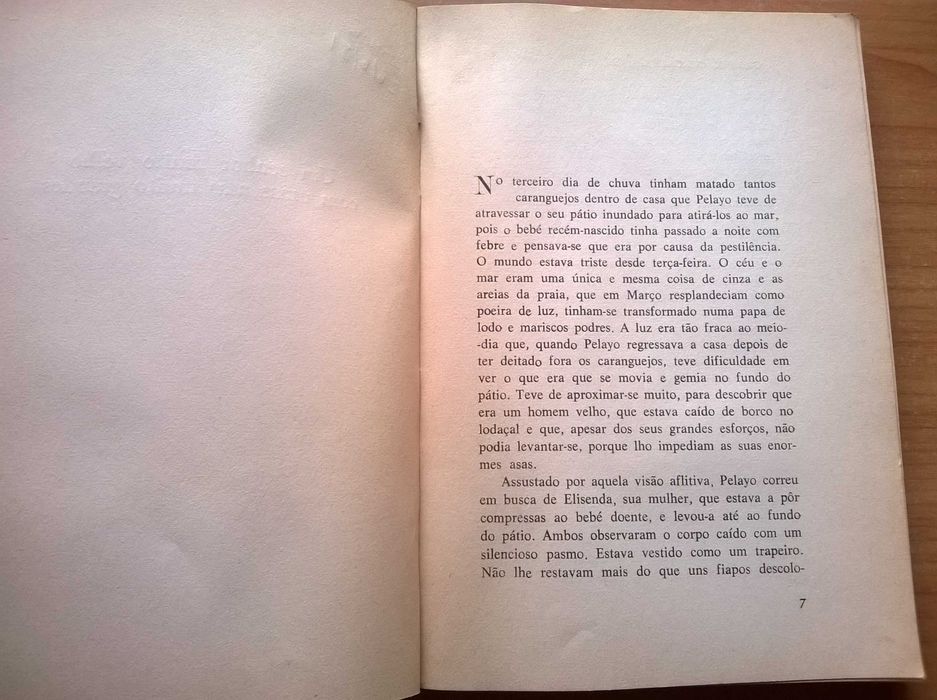 No terceiro dia de chuva tinham matado tantos
caranguejos dentro de casa que Pelayo teve de
atravessar o seu pátio inundado para atirá-los ao mar,
pois o bebé recém-nascido tinha passado a noite com
febre e pensava-se que era por causa da pestilência.
O mundo estava triste desde terça-feira. O céu e o
mar eram uma única e mesma coisa de cinza e as
areias da praia, que em Março resplandeciam como
poeira de luz, tinham-se transformado numa papa de
lodo e mariscos podres. A luz era tão fraca ao meio-
-dia que, quando Pelayo regressava a casa depois de
ter deitado fora os caranguejos, teve dificuldade em
ver o que era que se movia e gemia no fundo do
pátio. Teve de aproximar-se muito, para descobrir que
era um homem velho, que estava caído de borco no
lodaçal e que, apesar dos seus grandes esforços, não
podia levantar-se, porque lho impediam as suas enor-
mes asas.
Assustado por aquela visão aflitiva, Pelayo correu
em busca de Elisenda, sua mulher, que estava a pôr
compressas ao bebé doente, e levou-a até ao fundo
do pátio. Ambos observaram o corpo caído com um
silencioso pasmo. Estava vestido como um trapeiro.
Não lhe restavam mais do que uns fiapos descolo-
7